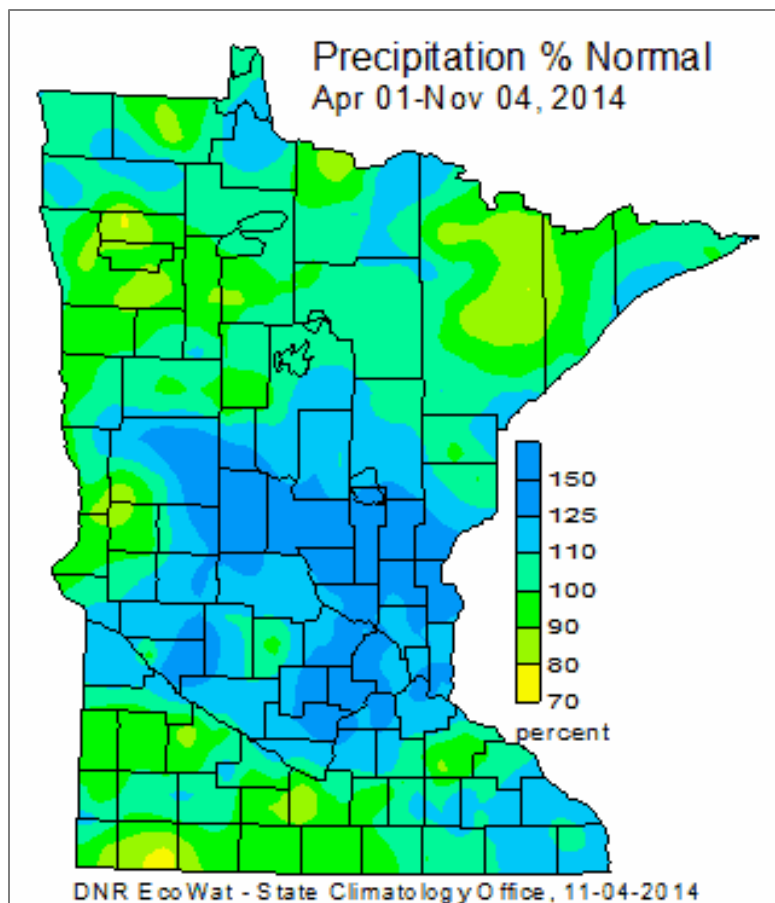 Precipitation % Normal
Apr 01-Nov 04, 2014
150
125
110
100
90
80
70
percent
DNR EcoWat - State Climatology Office, 11-04-2014